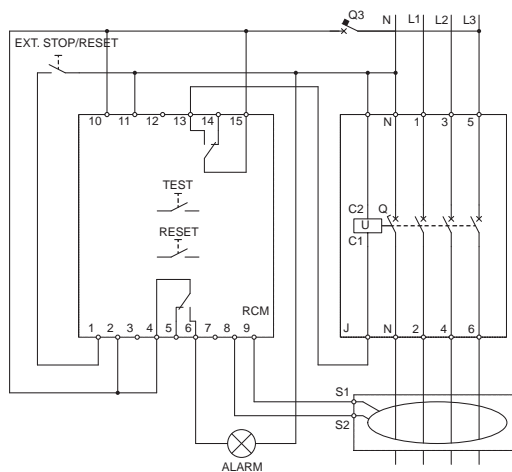 Q3 N L1 L2 L3
EXT. STOP/RESET
10 11 12 13 14 15 N 1 3 5
TEST
C2 Q
U
C1
RESET
RCM
1 2 3 4 5 6 7 8 9 J N 2 4 6
S1
S2
ALARM